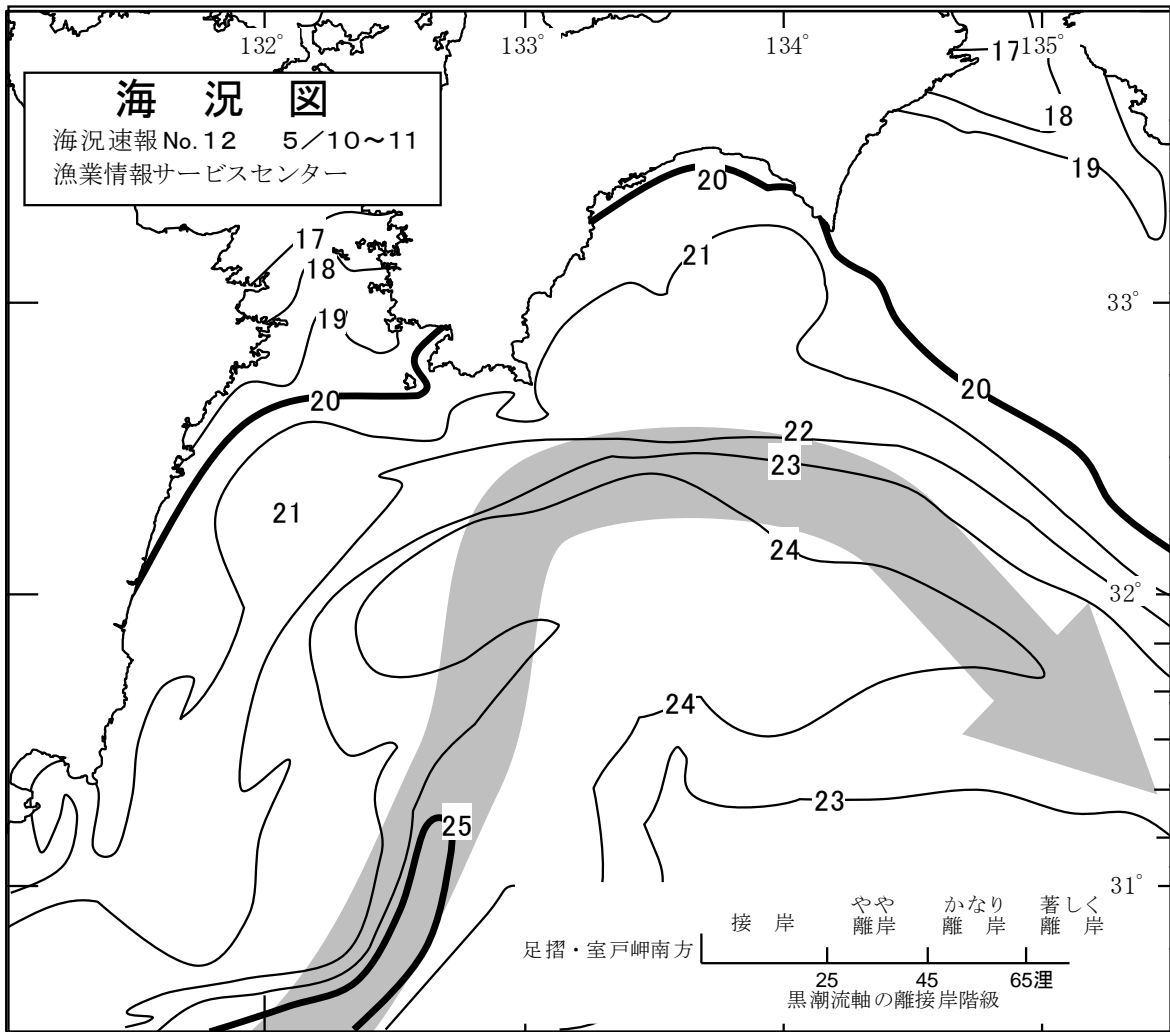 132°
133°
134°
17
135°
海 況 図
海況速報No.12 5/10～11
漁業情報サービスセンター
18
19
20
17
18
19
21
33°
20
20
22
23
21
24
32°
24
23
25
31°
接 岸
やや
離岸
かなり
離 岸
著しく
離 岸
足摺・室戸岬南方
25
45
65浬
黒潮流軸の離接岸階級